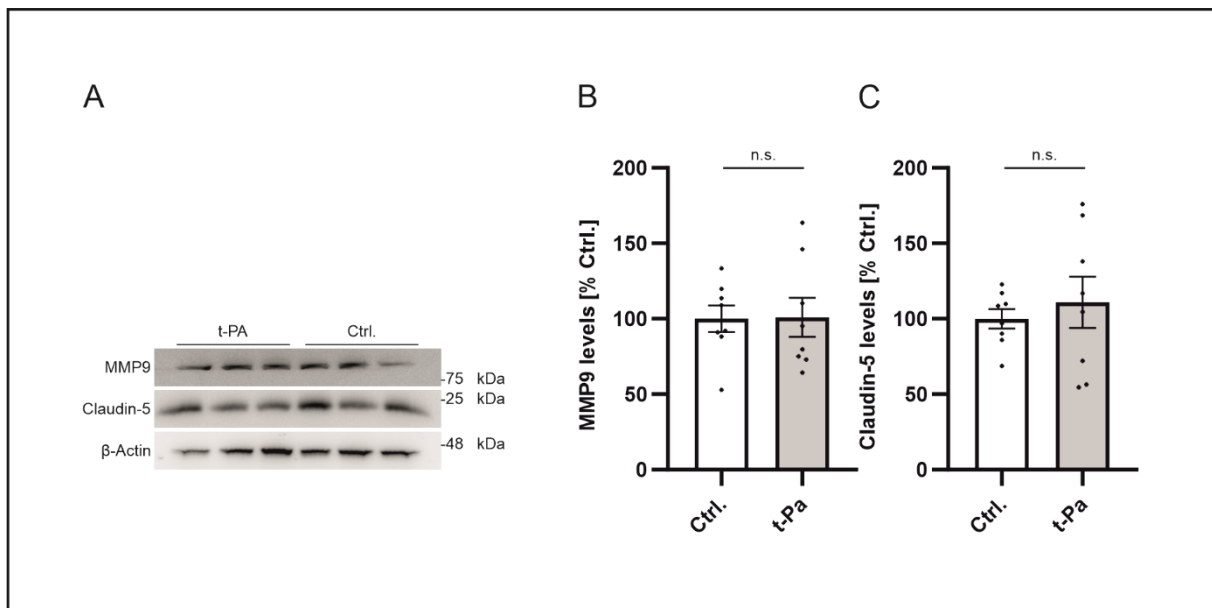 A
t-PA Ctrl.
MMP9
-75 kDa
Claudin-5
-25 kDa
β-Actin
-48 kDa
B
n.s.
MMP9 levels [% Ctrl.]
200
150
100
50
0
Ctrl.
t-Pa
C
n.s.
Claudin-5 levels [% Ctrl.]
200
150
100
50
0
Ctrl.
t-Pa